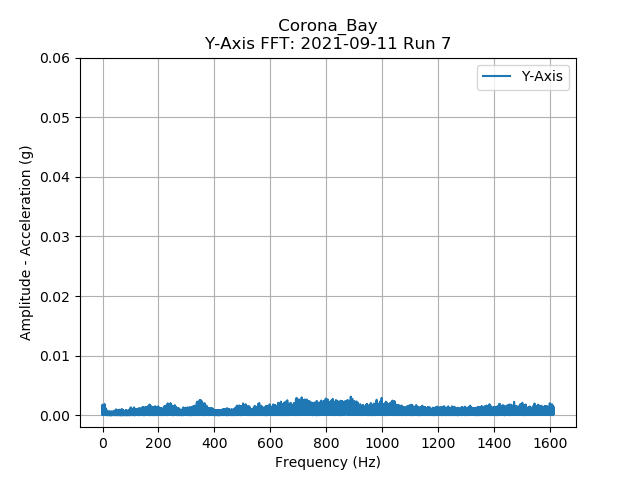 Corona_Bay
Y-Axis FFT: 2021-09-11 Run 7
Y-Axis
Amplitude - Acceleration (g)
0.06
0.05
0.04
0.03
0.02
0.01
0.00
0 200 400 600 800 1000 1200 1400 1600
Frequency (Hz)